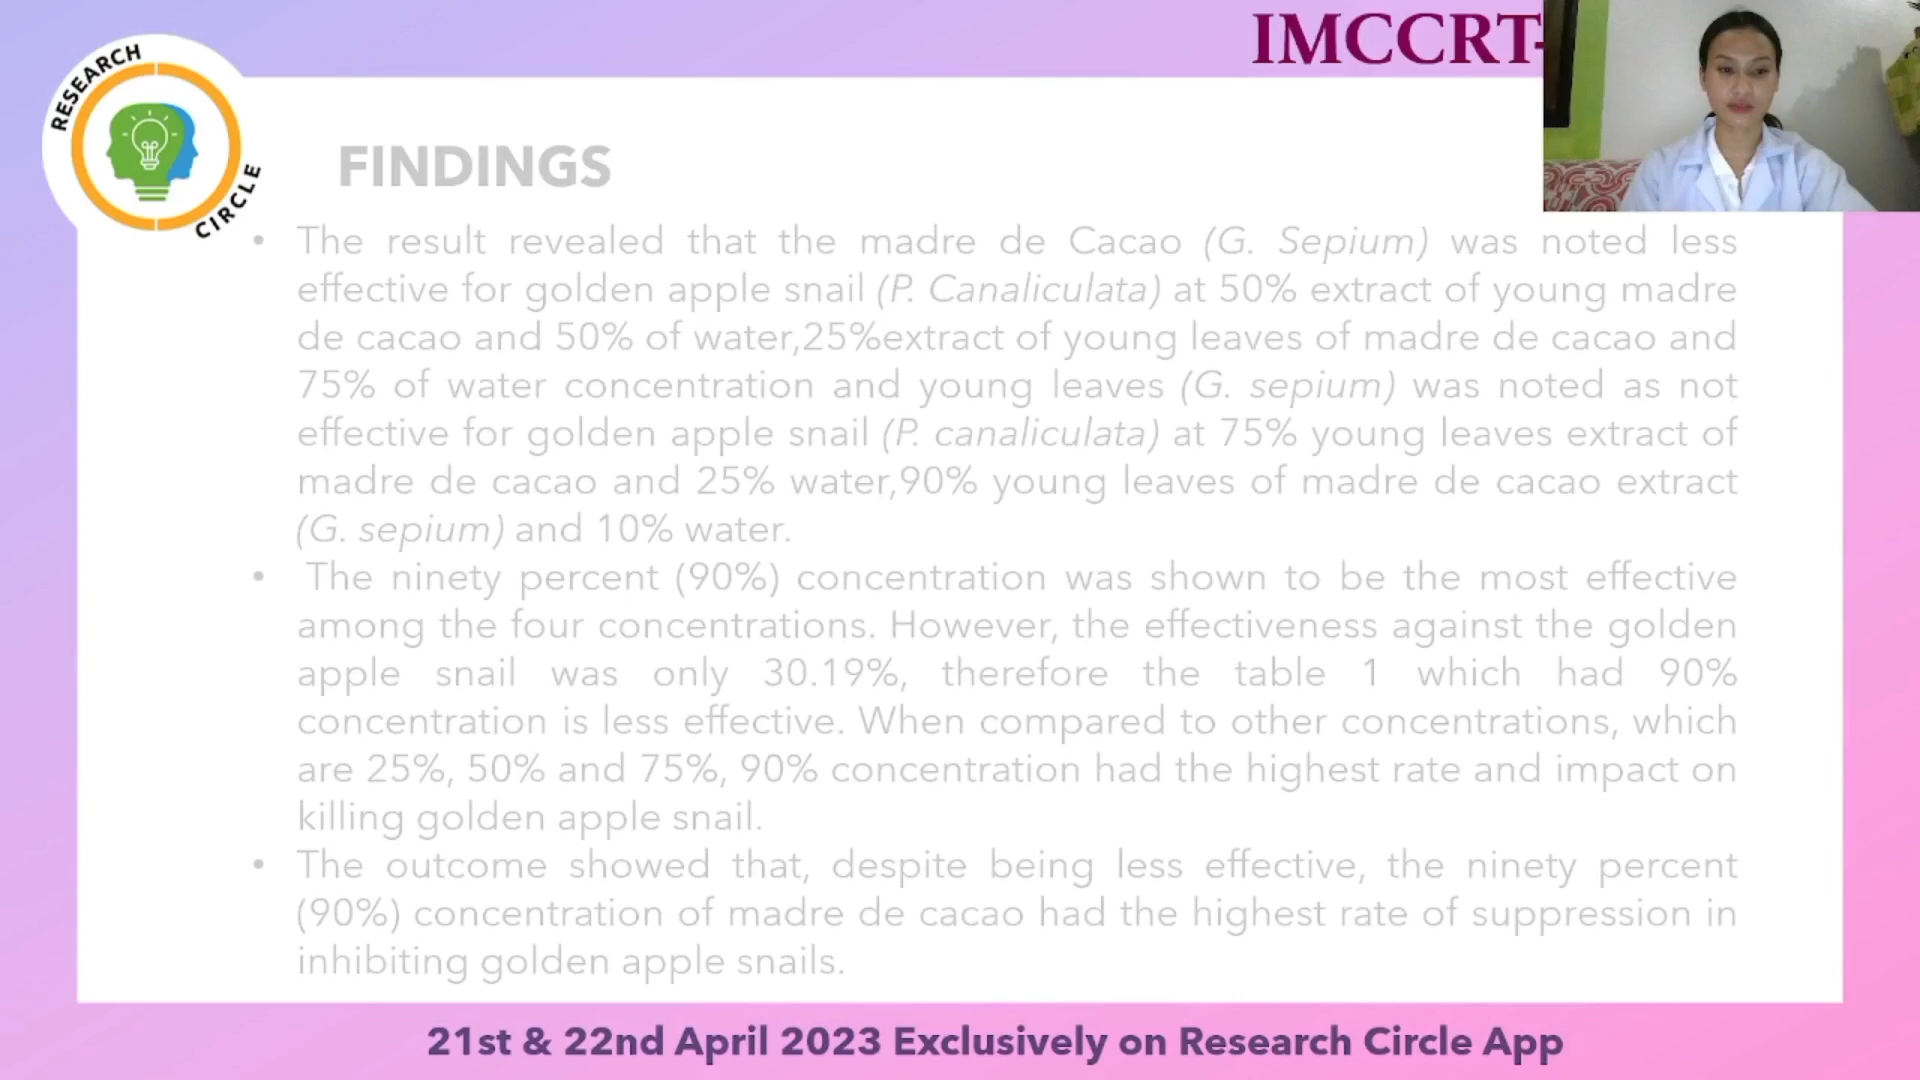 IMCCRT-
RESEARCH
CIRCLE
FINDINGS
• The result revealed that the madre de Cacao (G. Sepium) was noted less
effective for golden apple snail (P. Canaliculata) at 50% extract of young madre
de cacao and 50% of water,25%extract of young leaves of madre de cacao and
75% of water concentration and young leaves (G. sepium) was noted as not
effective for golden apple snail (P. canaliculata) at 75% young leaves extract of
madre de cacao and 25% water,90% young leaves of madre de cacao extract
(G. sepium) and 10% water.
• The ninety percent (90%) concentration was shown to be the most effective
among the four concentrations. However, the effectiveness against the golden
apple snail was only 30.19%, therefore the table 1 which had 90%
concentration is less effective. When compared to other concentrations, which
are 25%, 50% and 75%, 90% concentration had the highest rate and impact on
killing golden apple snail.
• The outcome showed that, despite being less effective, the ninety percent
(90%) concentration of madre de cacao had the highest rate of suppression in
inhibiting golden apple snails.
21st & 22nd April 2023 Exclusively on Research Circle App